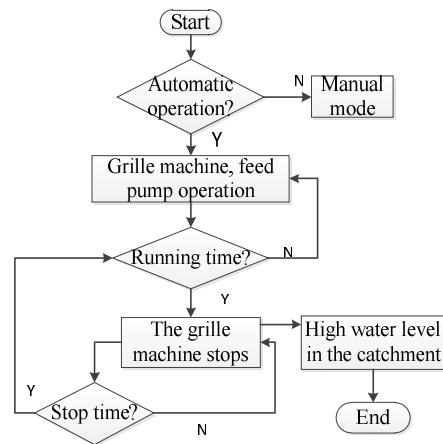 Start
Automatic
operation?
N
Manual
mode
Y
Grille machine, feed
pump operation
Running time?
N
Y
The grille
machine stops
High water level
in the catchment
Y
Stop time?
N
End